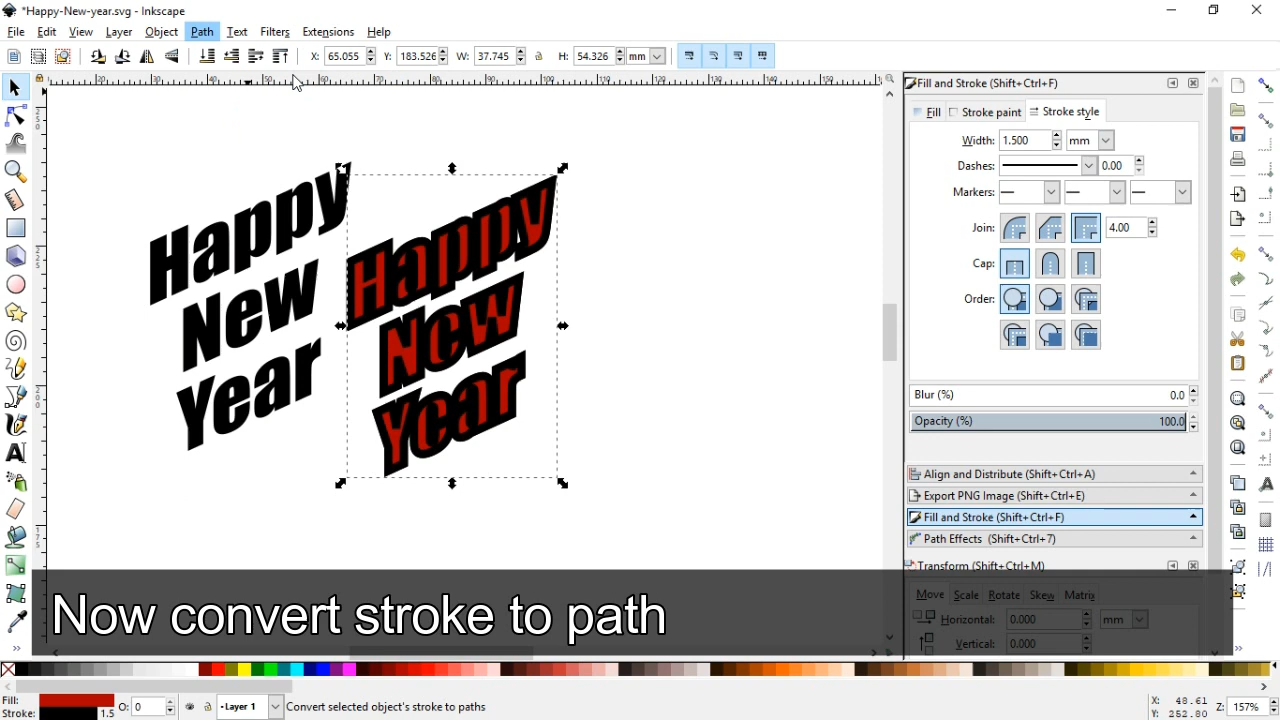 *Happy-New-year.svg - Inkscape
File Edit View Layer Object Path Text Filters Extensions Help
X: 65.055 Y: 183.526 W: 37.745 H: 54.326 mm
Fill and Stroke (Shift+Ctrl+F)
Fill Stroke paint Stroke style
Width: 1.500 mm
Dashes: 0.00
Markers:
Join: 4.00
Cap:
Order:
Happy
New
Year
Happy
New
Year
Blur (%) 0.0
Opacity (%) 100.0
Align and Distribute (Shift+Ctrl+A)
Export PNG Image (Shift+Ctrl+E)
Fill and Stroke (Shift+Ctrl+F)
Path Effects (Shift+Ctrl+7)
Transform (Shift+Ctrl+M)
Move Scale Rotate Skew Matrix
Horizontal: 0.000 mm
Vertical: 0.000
Now convert stroke to path
Fill:
Stroke: 1.5
O: 0
Layer 1
Convert selected object's stroke to paths
X: 48.61
Y: 252.80
Z: 157%